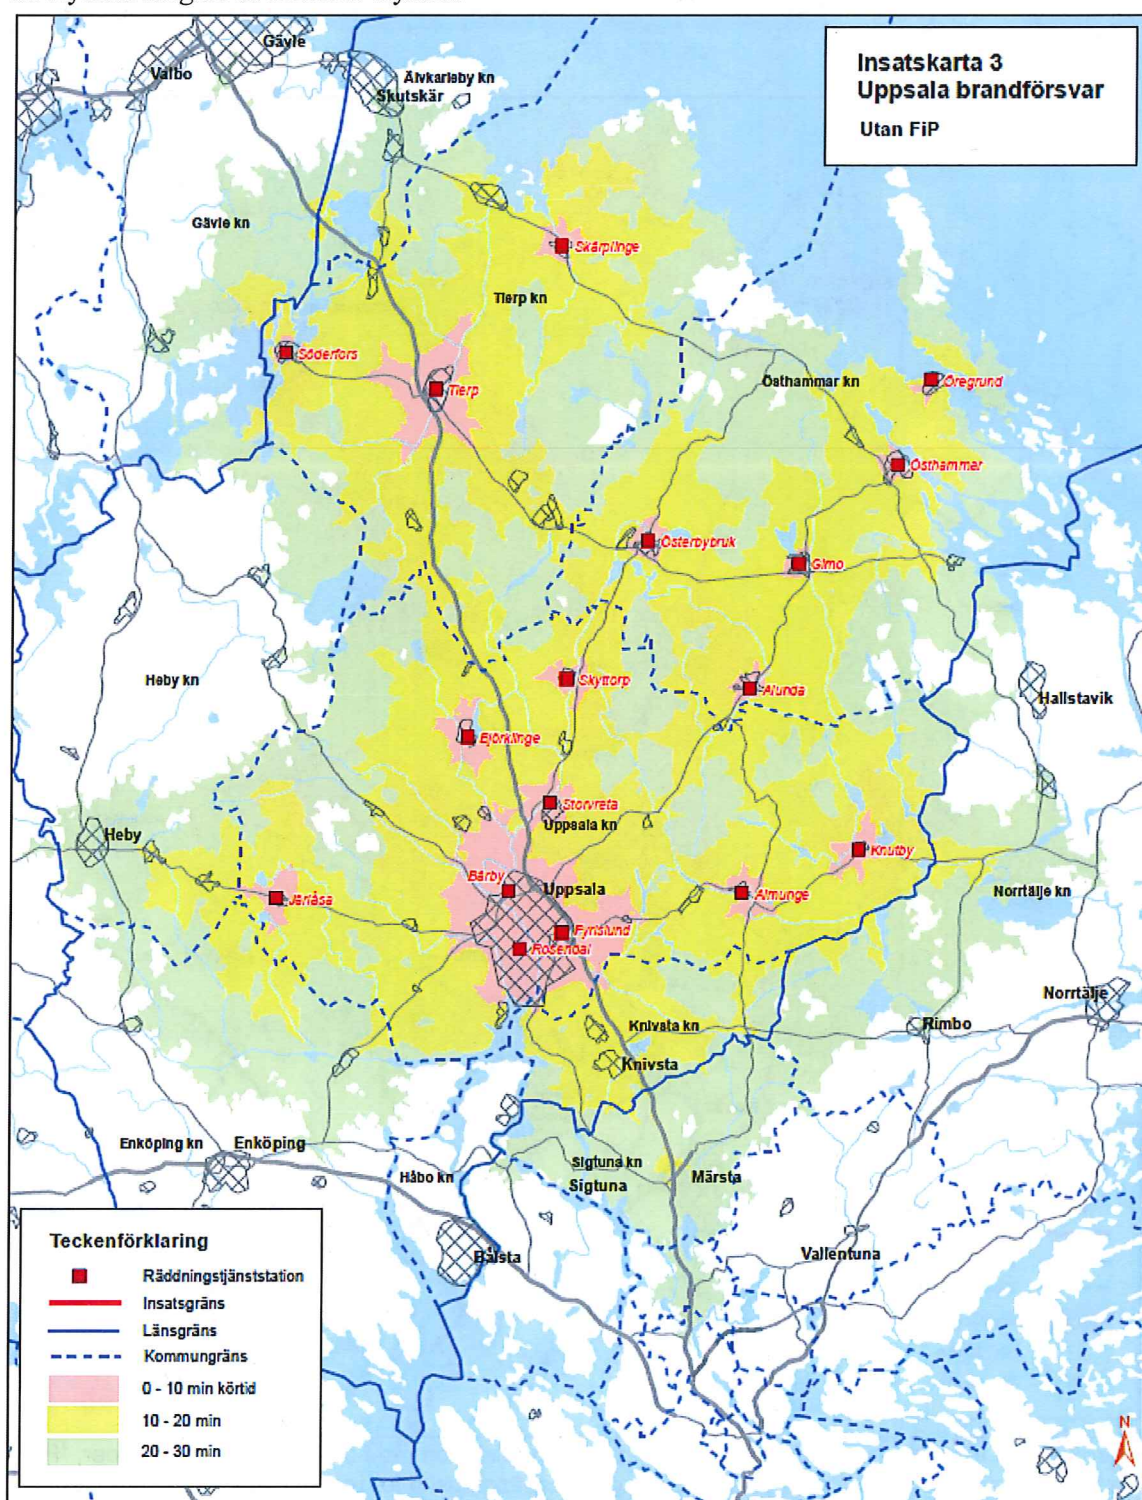 Insatskarta 3
Uppsala brandförsvar
Utan FiP
Gävle
Valbo
Älvkarleby kn
Skutskär
Gävle kn
Skärplinge
Tierp kn
Söderfors
Tierp
Östhammar kn
Öregrund
Östhammar
Österbybruk
Gimo
Heby kn
Skyttorp
Alunda
Hallstavik
Björklinge
Storvreta
Uppsala kn
Heby
Knutby
Bärby
Uppsala
Järlåsa
Almunge
Norrtälje kn
Fyrislund
Rosendal
Norrtälje
Knivsta kn
Rimbo
Knivsta
Enköping kn
Enköping
Håbo kn
Sigtuna kn
Sigtuna
Märsta
Bålsta
Vallentuna
Teckenförklaring
Räddningstjänststation
Insatsgräns
Länsgräns
Kommungräns
0 - 10 min körtid
10 - 20 min
20 - 30 min
N